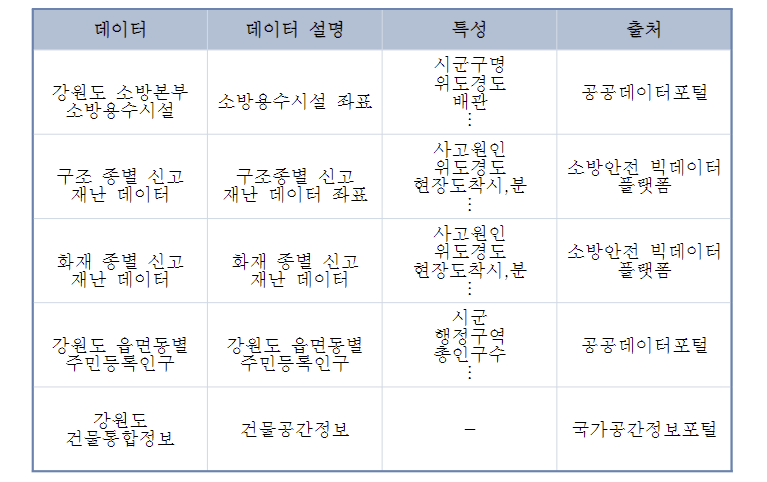 데이터
데이터 설명
특성
출처
강원도 소방본부
소방용수시설
소방용수시설 좌표
시군구명
위도경도
배관
⋮
공공데이터포털
구조 종별 신고
재난 데이터
구조종별 신고
재난 데이터 좌표
사고원인
위도경도
현장도착시,분
⋮
소방안전 빅데이터
플랫폼
화재 종별 신고
재난 데이터
화재 종별 신고
재난 데이터
사고원인
위도경도
현장도착시,분
⋮
소방안전 빅데이터
플랫폼
강원도 읍면동별
주민등록인구
강원도 읍면동별
주민등록인구
시군
행정구역
총인구수
⋮
공공데이터포털
강원도
건물통합정보
건물공간정보
–
국가공간정보포털